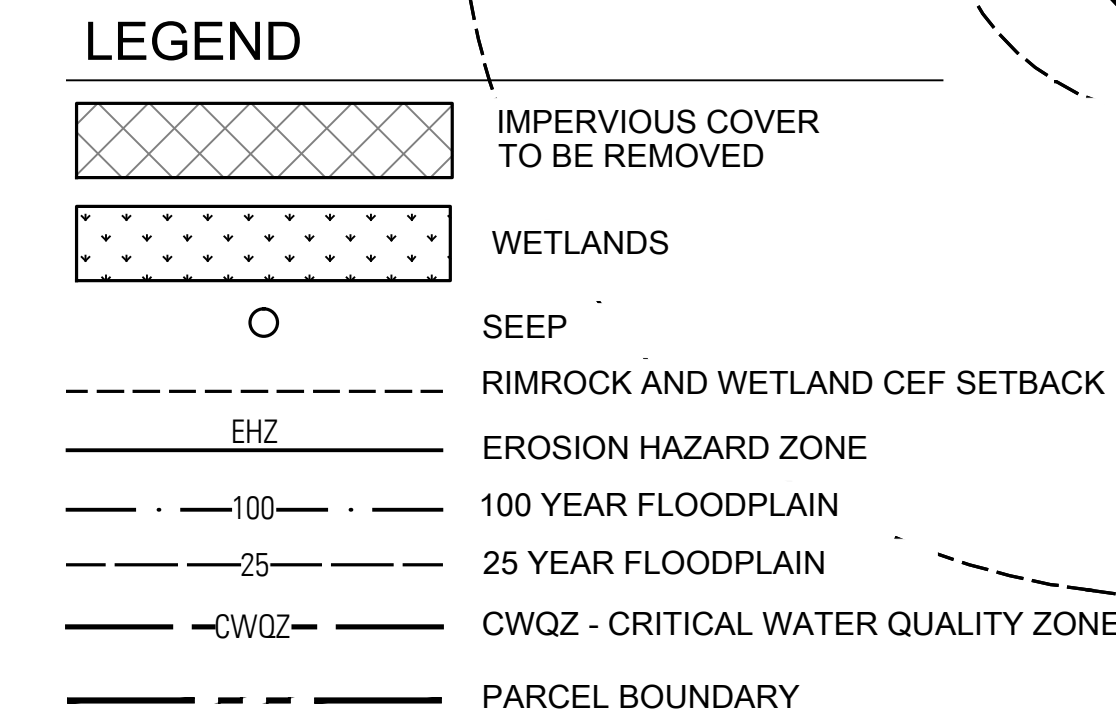 LEGEND
IMPERVIOUS COVER
TO BE REMOVED
WETLANDS
SEEP
RIMROCK AND WETLAND CEF SETBACK
EHZ
EROSION HAZARD ZONE
100
100 YEAR FLOODPLAIN
25
25 YEAR FLOODPLAIN
CWQZ
CWQZ - CRITICAL WATER QUALITY ZONE
PARCEL BOUNDARY